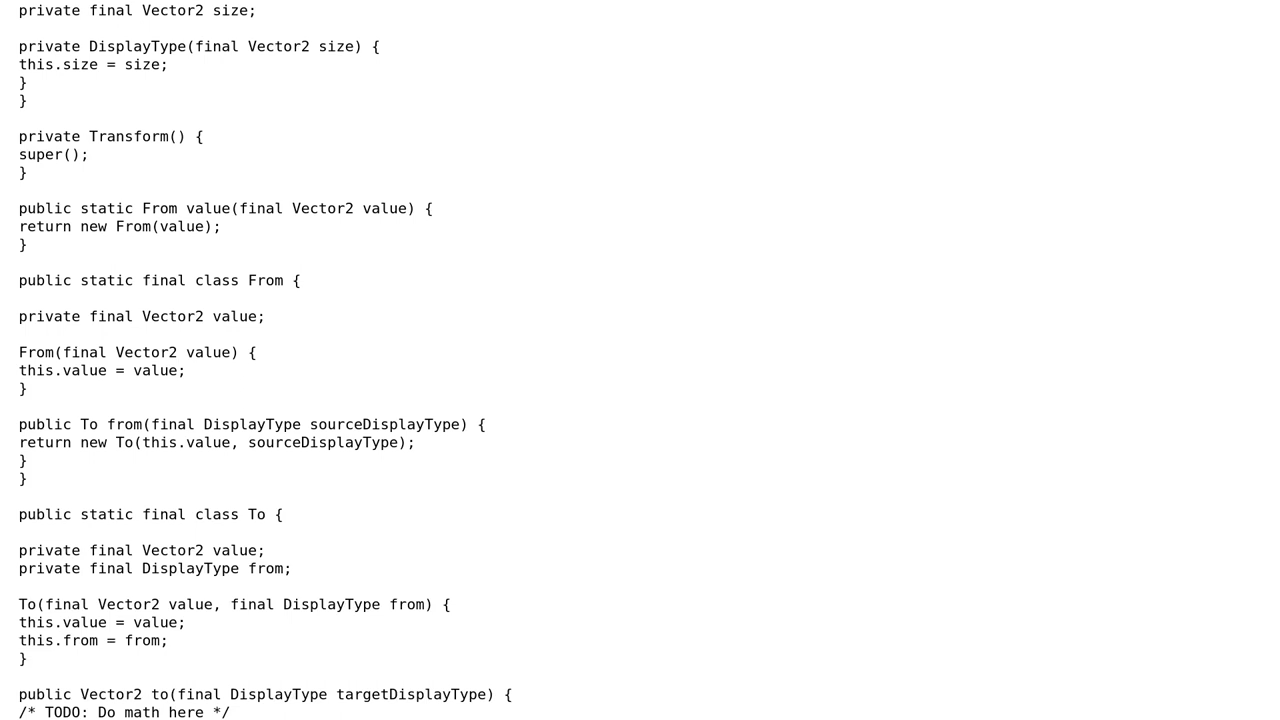 private final Vector2 size;
private DisplayType(final Vector2 size) {
this.size = size;
}
}
private Transform() {
super();
}
public static From value(final Vector2 value) {
return new From(value);
}
public static final class From {
private final Vector2 value;
From(final Vector2 value) {
this.value = value;
}
public To from(final DisplayType sourceDisplayType) {
return new To(this.value, sourceDisplayType);
}
}
public static final class To {
private final Vector2 value;
private final DisplayType from;
To(final Vector2 value, final DisplayType from) {
this.value = value;
this.from = from;
}
public Vector2 to(final DisplayType targetDisplayType) {
/* TODO: Do math here */